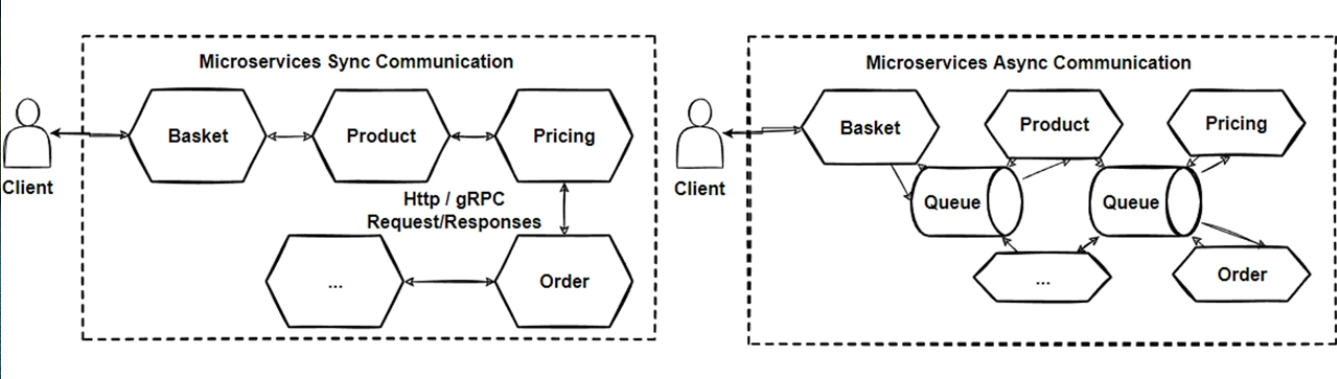 Microservices Sync Communication
Client
Basket
Product
Pricing
Http / gRPC
Request/Responses
...
Order
Microservices Async Communication
Client
Basket
Product
Pricing
Queue
Queue
...
Order